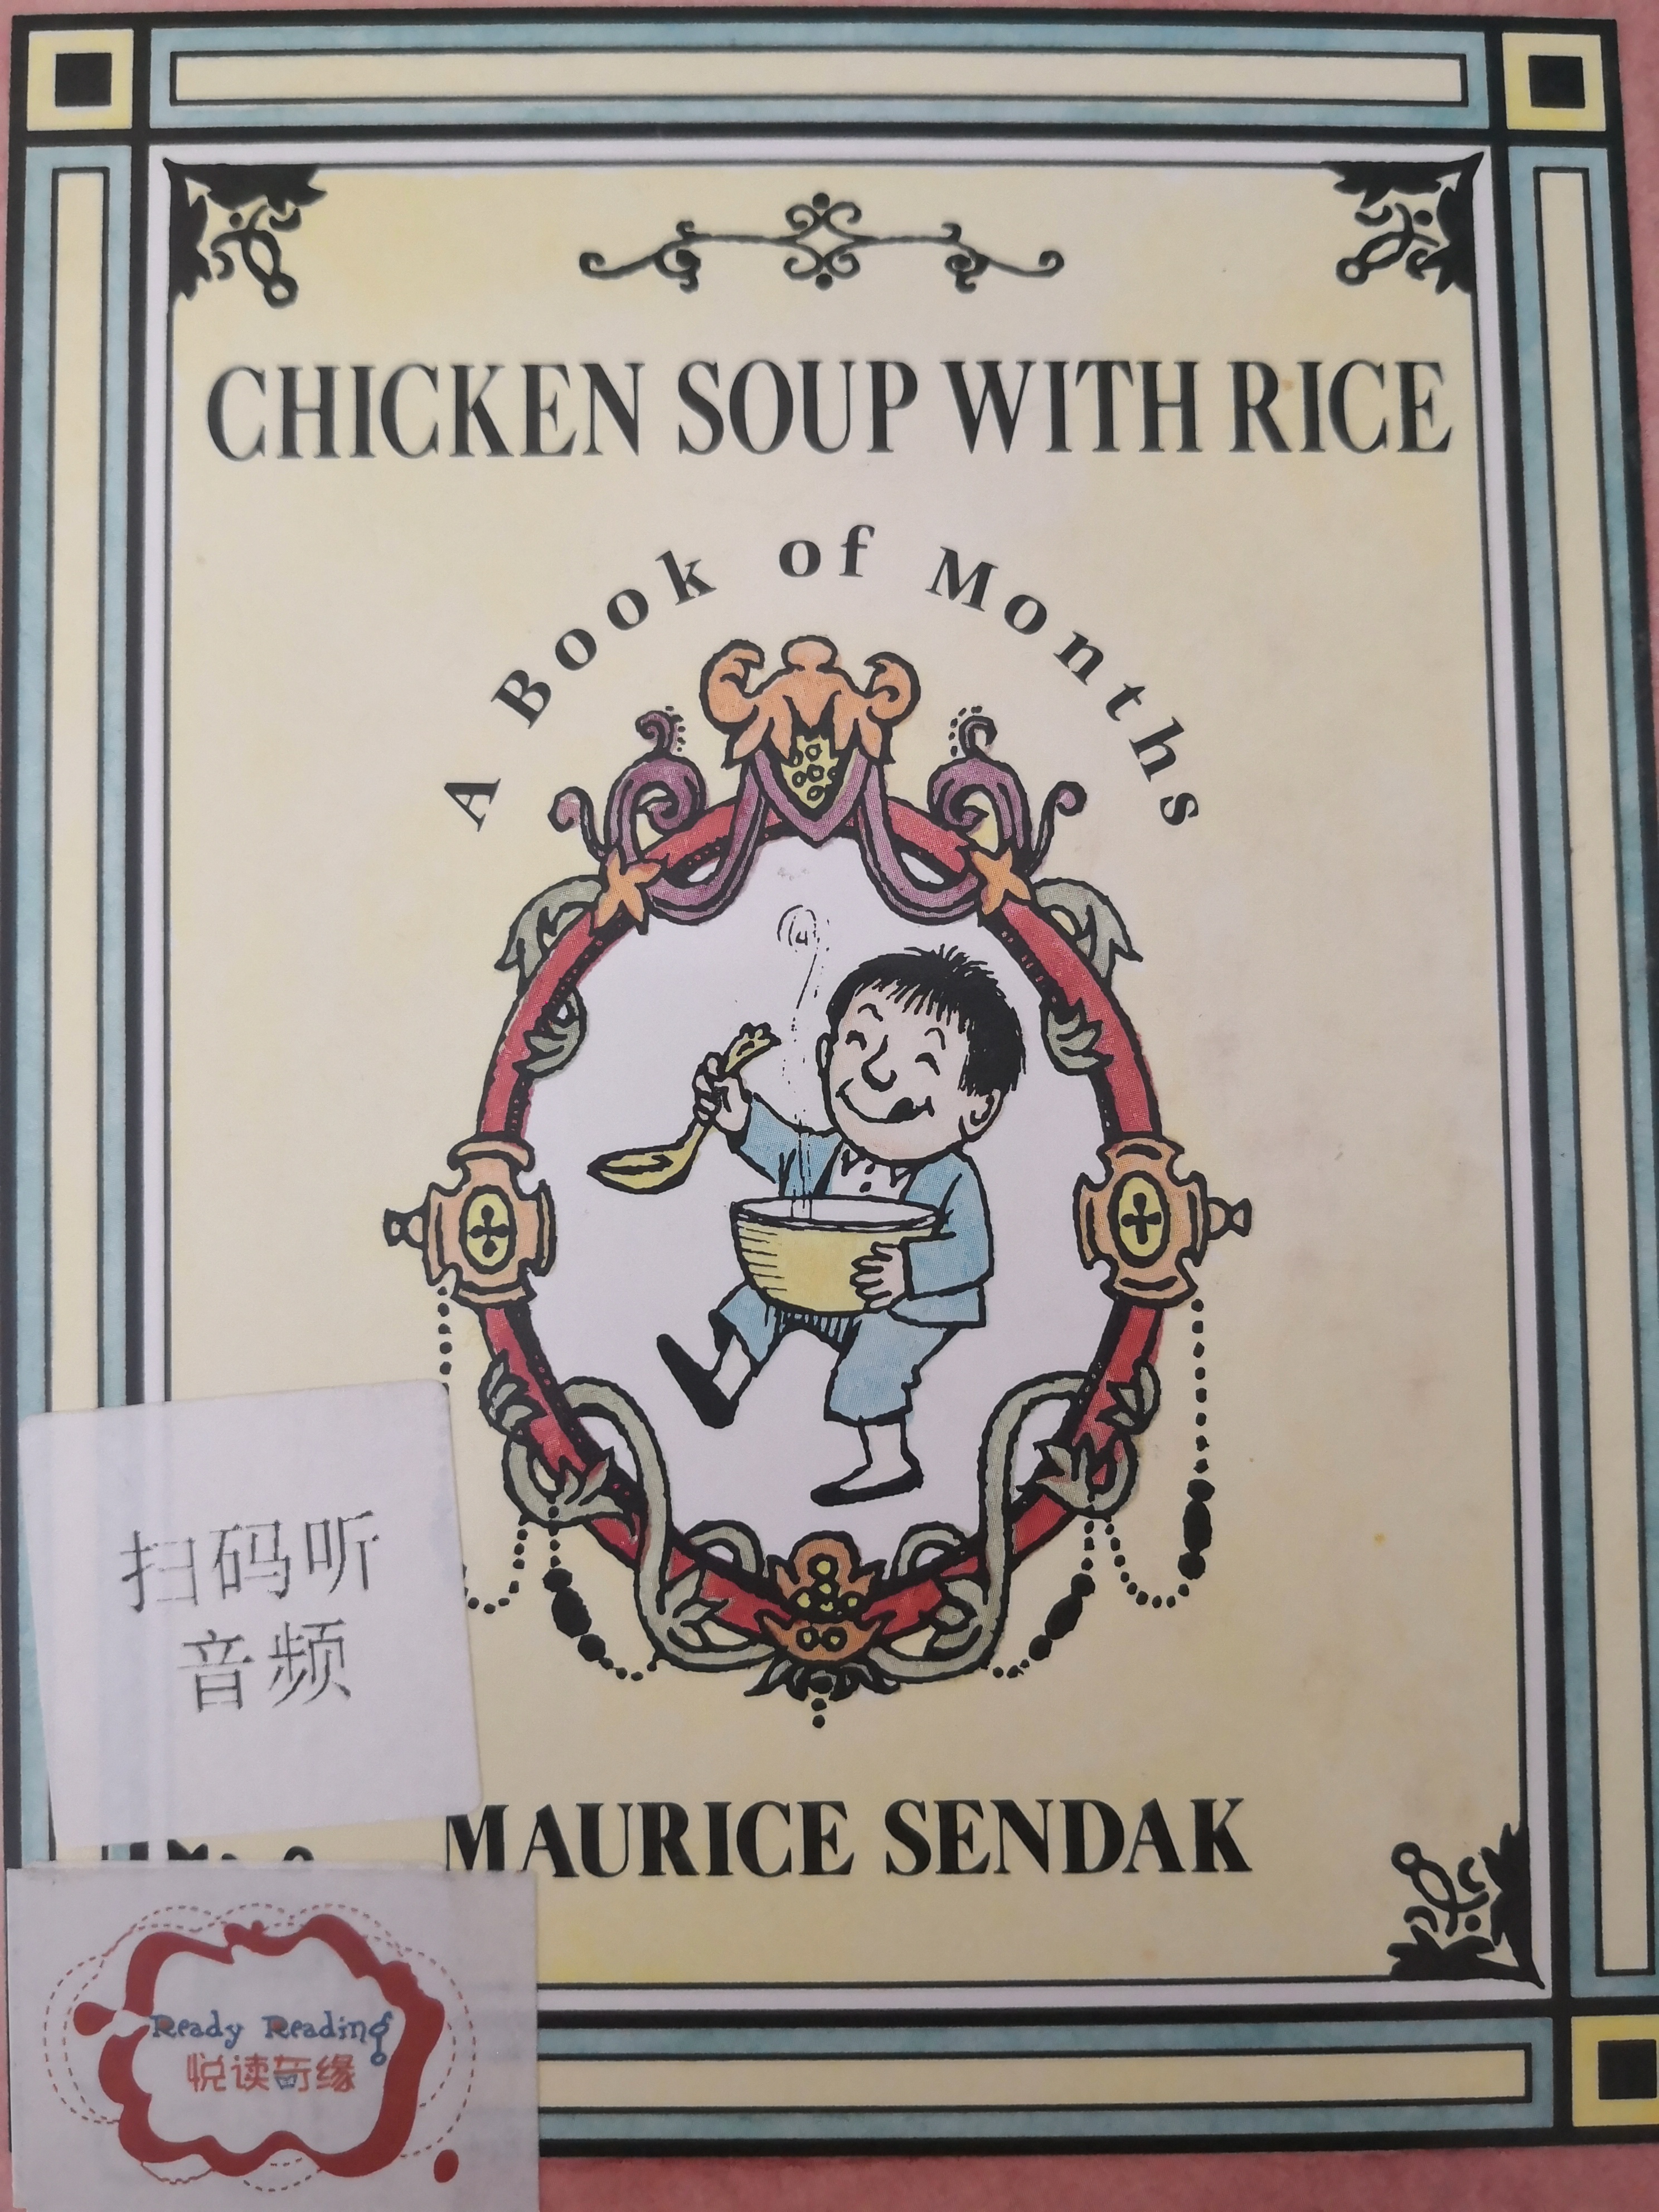 CHICKEN SOUP WITH RICE
A Book of Months
扫码听
音频
MAURICE SENDAK
Ready Reading
悦读奇缘